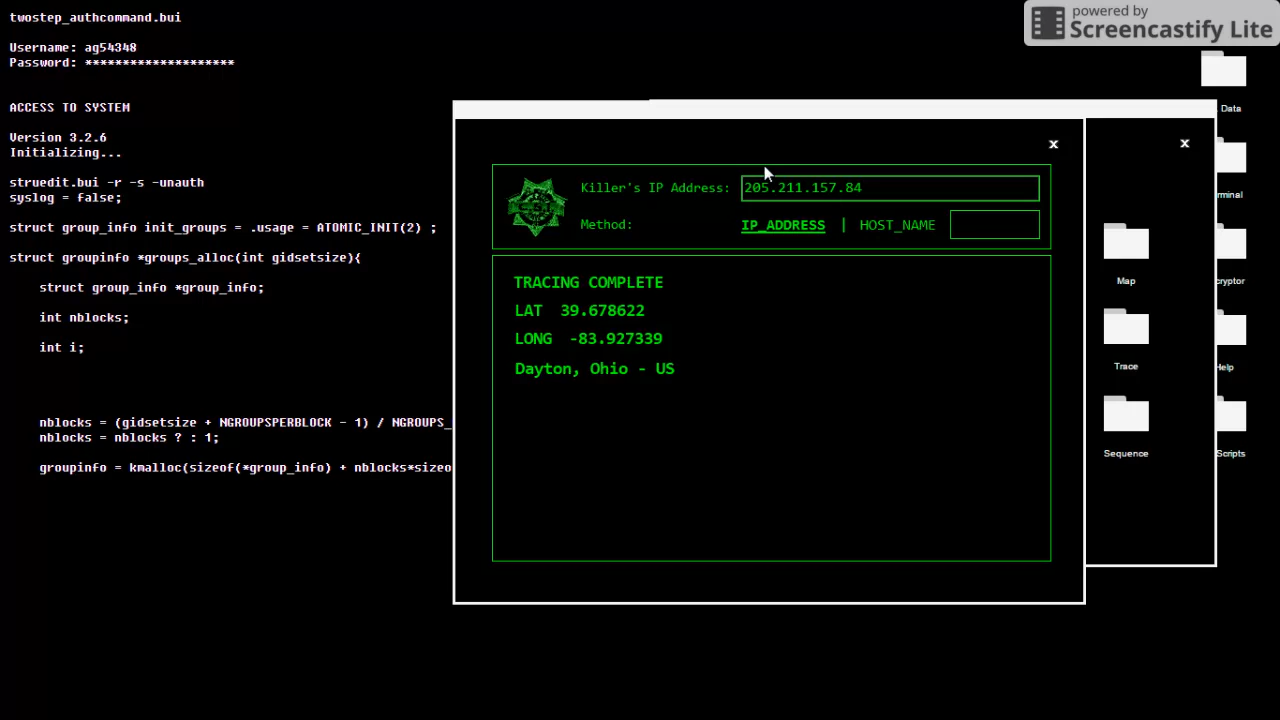 twostep_authcommand.bui
Username: ag54348
Password: ********************
ACCESS TO SYSTEM
Version 3.2.6
Initializing...
struedit.bui -r -s -unauth
syslog = false;
struct group_info init_groups = .usage = ATOMIC_INIT(2) ;
struct groupinfo *groups_alloc(int gidsetsize){
struct group_info *group_info;
int nblocks;
int i;
nblocks = (gidsetsize + NGROUPSPERBLOCK - 1) / NGROUPS_
nblocks = nblocks ? : 1;
groupinfo = kmalloc(sizeof(*group_info) + nblocks*sizeo
powered by
Screencastify Lite
x
Killer's IP Address: 205.211.157.84
Method: IP_ADDRESS | HOST_NAME
TRACING COMPLETE
LAT 39.678622
LONG -83.927339
Dayton, Ohio - US
x
Map
Trace
Sequence
Data
rminal
cryptor
Help
Scripts